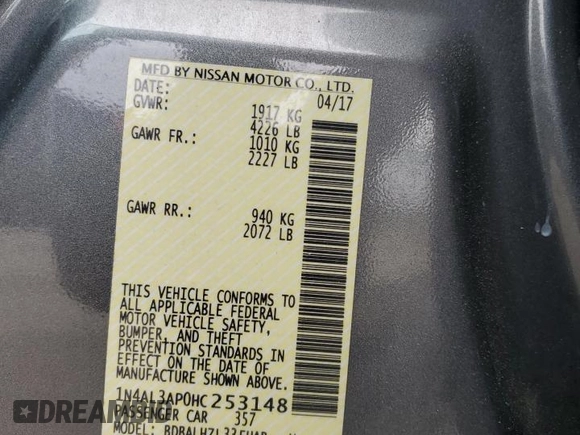 MFD BY NISSAN MOTOR CO., LTD.
DATE: 04/17
GVWR: 1917 KG
4226 LB
GAWR FR.: 1010 KG
2227 LB
GAWR RR.: 940 KG
2072 LB
THIS VEHICLE CONFORMS TO
ALL APPLICABLE FEDERAL
MOTOR VEHICLE SAFETY,
BUMPER, AND THEFT
PREVENTION STANDARDS IN
EFFECT ON THE DATE OF
MANUFACTURE SHOWN ABOVE.
1N4AL3AP0HC253148
PASSENGER CAR 357
MODEL:
DREAMBID